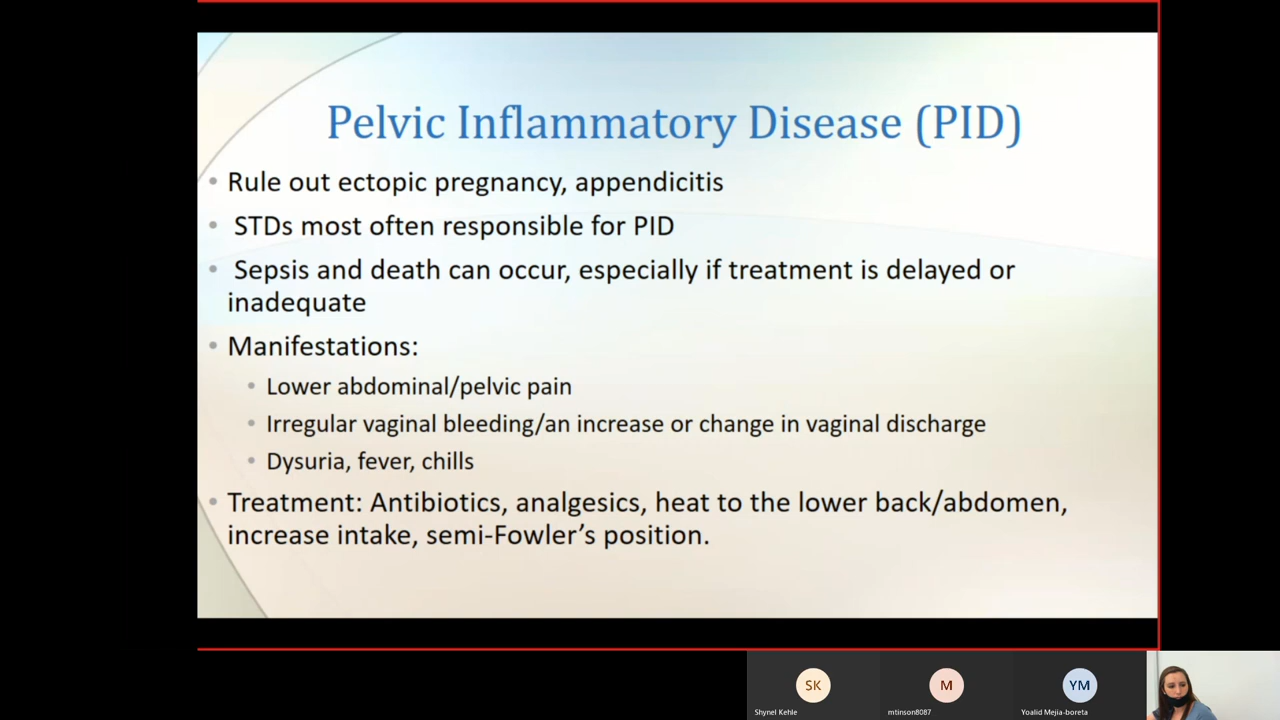 Pelvic Inflammatory Disease (PID)
• Rule out ectopic pregnancy, appendicitis
• STDs most often responsible for PID
• Sepsis and death can occur, especially if treatment is delayed or
inadequate
• Manifestations:
• Lower abdominal/pelvic pain
• Irregular vaginal bleeding/an increase or change in vaginal discharge
• Dysuria, fever, chills
• Treatment: Antibiotics, analgesics, heat to the lower back/abdomen,
increase intake, semi-Fowler’s position.
SK
M
YM
Shynel Kehle
mtinson8087
Yoalid Mejia-boreta